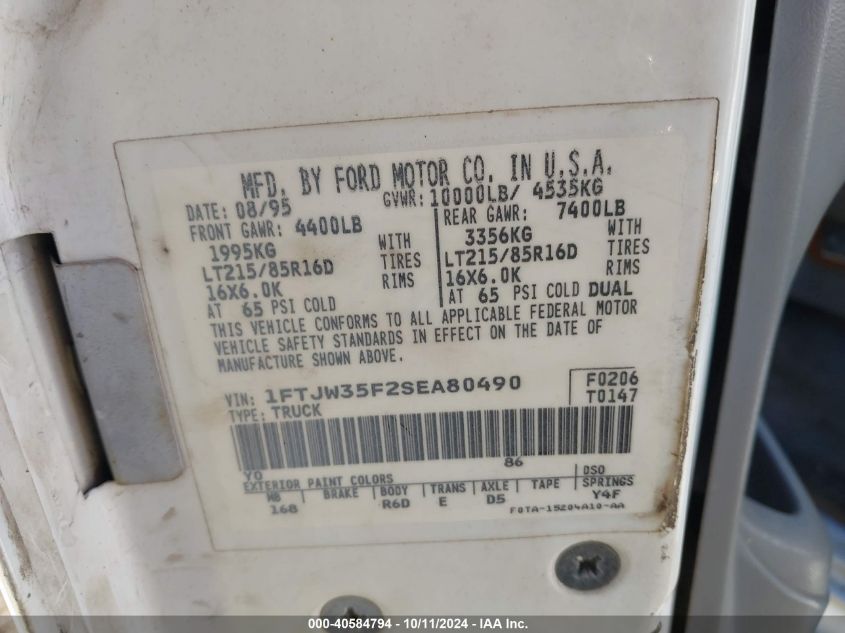 MFD. BY FORD MOTOR CO. IN U.S.A.
DATE: 08/95 GVWR: 10000LB/ 4535KG
FRONT GAWR: 4400LB REAR GAWR: 7400LB
1995KG WITH 3356KG WITH
LT215/85R16D TIRES LT215/85R16D TIRES
16X6.0K RIMS 16X6.0K RIMS
AT 65 PSI COLD AT 65 PSI COLD DUAL
THIS VEHICLE CONFORMS TO ALL APPLICABLE FEDERAL MOTOR
VEHICLE SAFETY STANDARDS IN EFFECT ON THE DATE OF
MANUFACTURE SHOWN ABOVE.
VIN: 1FTJW35F2SEA80490 F0206
TYPE: TRUCK T0147
YO 86
EXTERIOR PAINT COLORS DSO
WB BRAKE BODY TRANS AXLE TAPE SPRINGS
168 R6D E D5 Y4F
F0TA-15204A10-AA
000-40584794 - 10/11/2024 - IAA Inc.